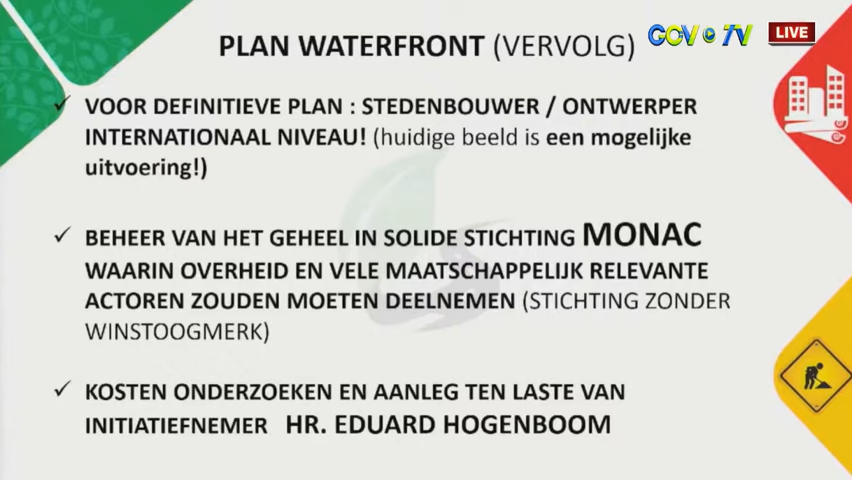 PLAN WATERFRONT (VERVOLG)
GOV TV
LIVE
✓ VOOR DEFINITIEVE PLAN : STEDENBOUWER / ONTWERPER
INTERNATIONAAL NIVEAU! (huidige beeld is een mogelijke
uitvoering!)
✓ BEHEER VAN HET GEHEEL IN SOLIDE STICHTING MONAC
WAARIN OVERHEID EN VELE MAATSCHAPPELIJK RELEVANTE
ACTOREN ZOUDEN MOETEN DEELNEMEN (STICHTING ZONDER
WINSTOOGMERK)
✓ KOSTEN ONDERZOEKEN EN AANLEG TEN LASTE VAN
INITIATIEFNEMER HR. EDUARD HOGENBOOM